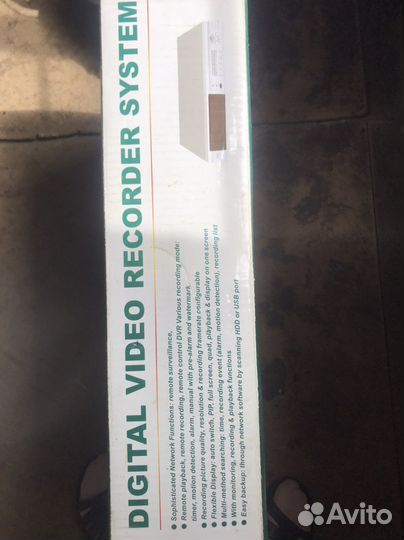 DIGITAL VIDEO RECORDER SYSTEM
● Sophisticated Network Functions: remote surveillance,
● Remote playback, remote recording, remote control DVR Various recording mode:
timer, motion detection, alarm, manual with pre-alarm and watermark.
● Recording picture quality, resolution & recording framerate configurable
● Flexible Display: auto switch, PIP, full screen, quad, playback & display on one screen
● Multi-method searching: time, recording event (alarm, motion detection), recording list
● With monitoring, recording & playback functions
● Easy backup: through network software by scanning HDD or USB port
Avito